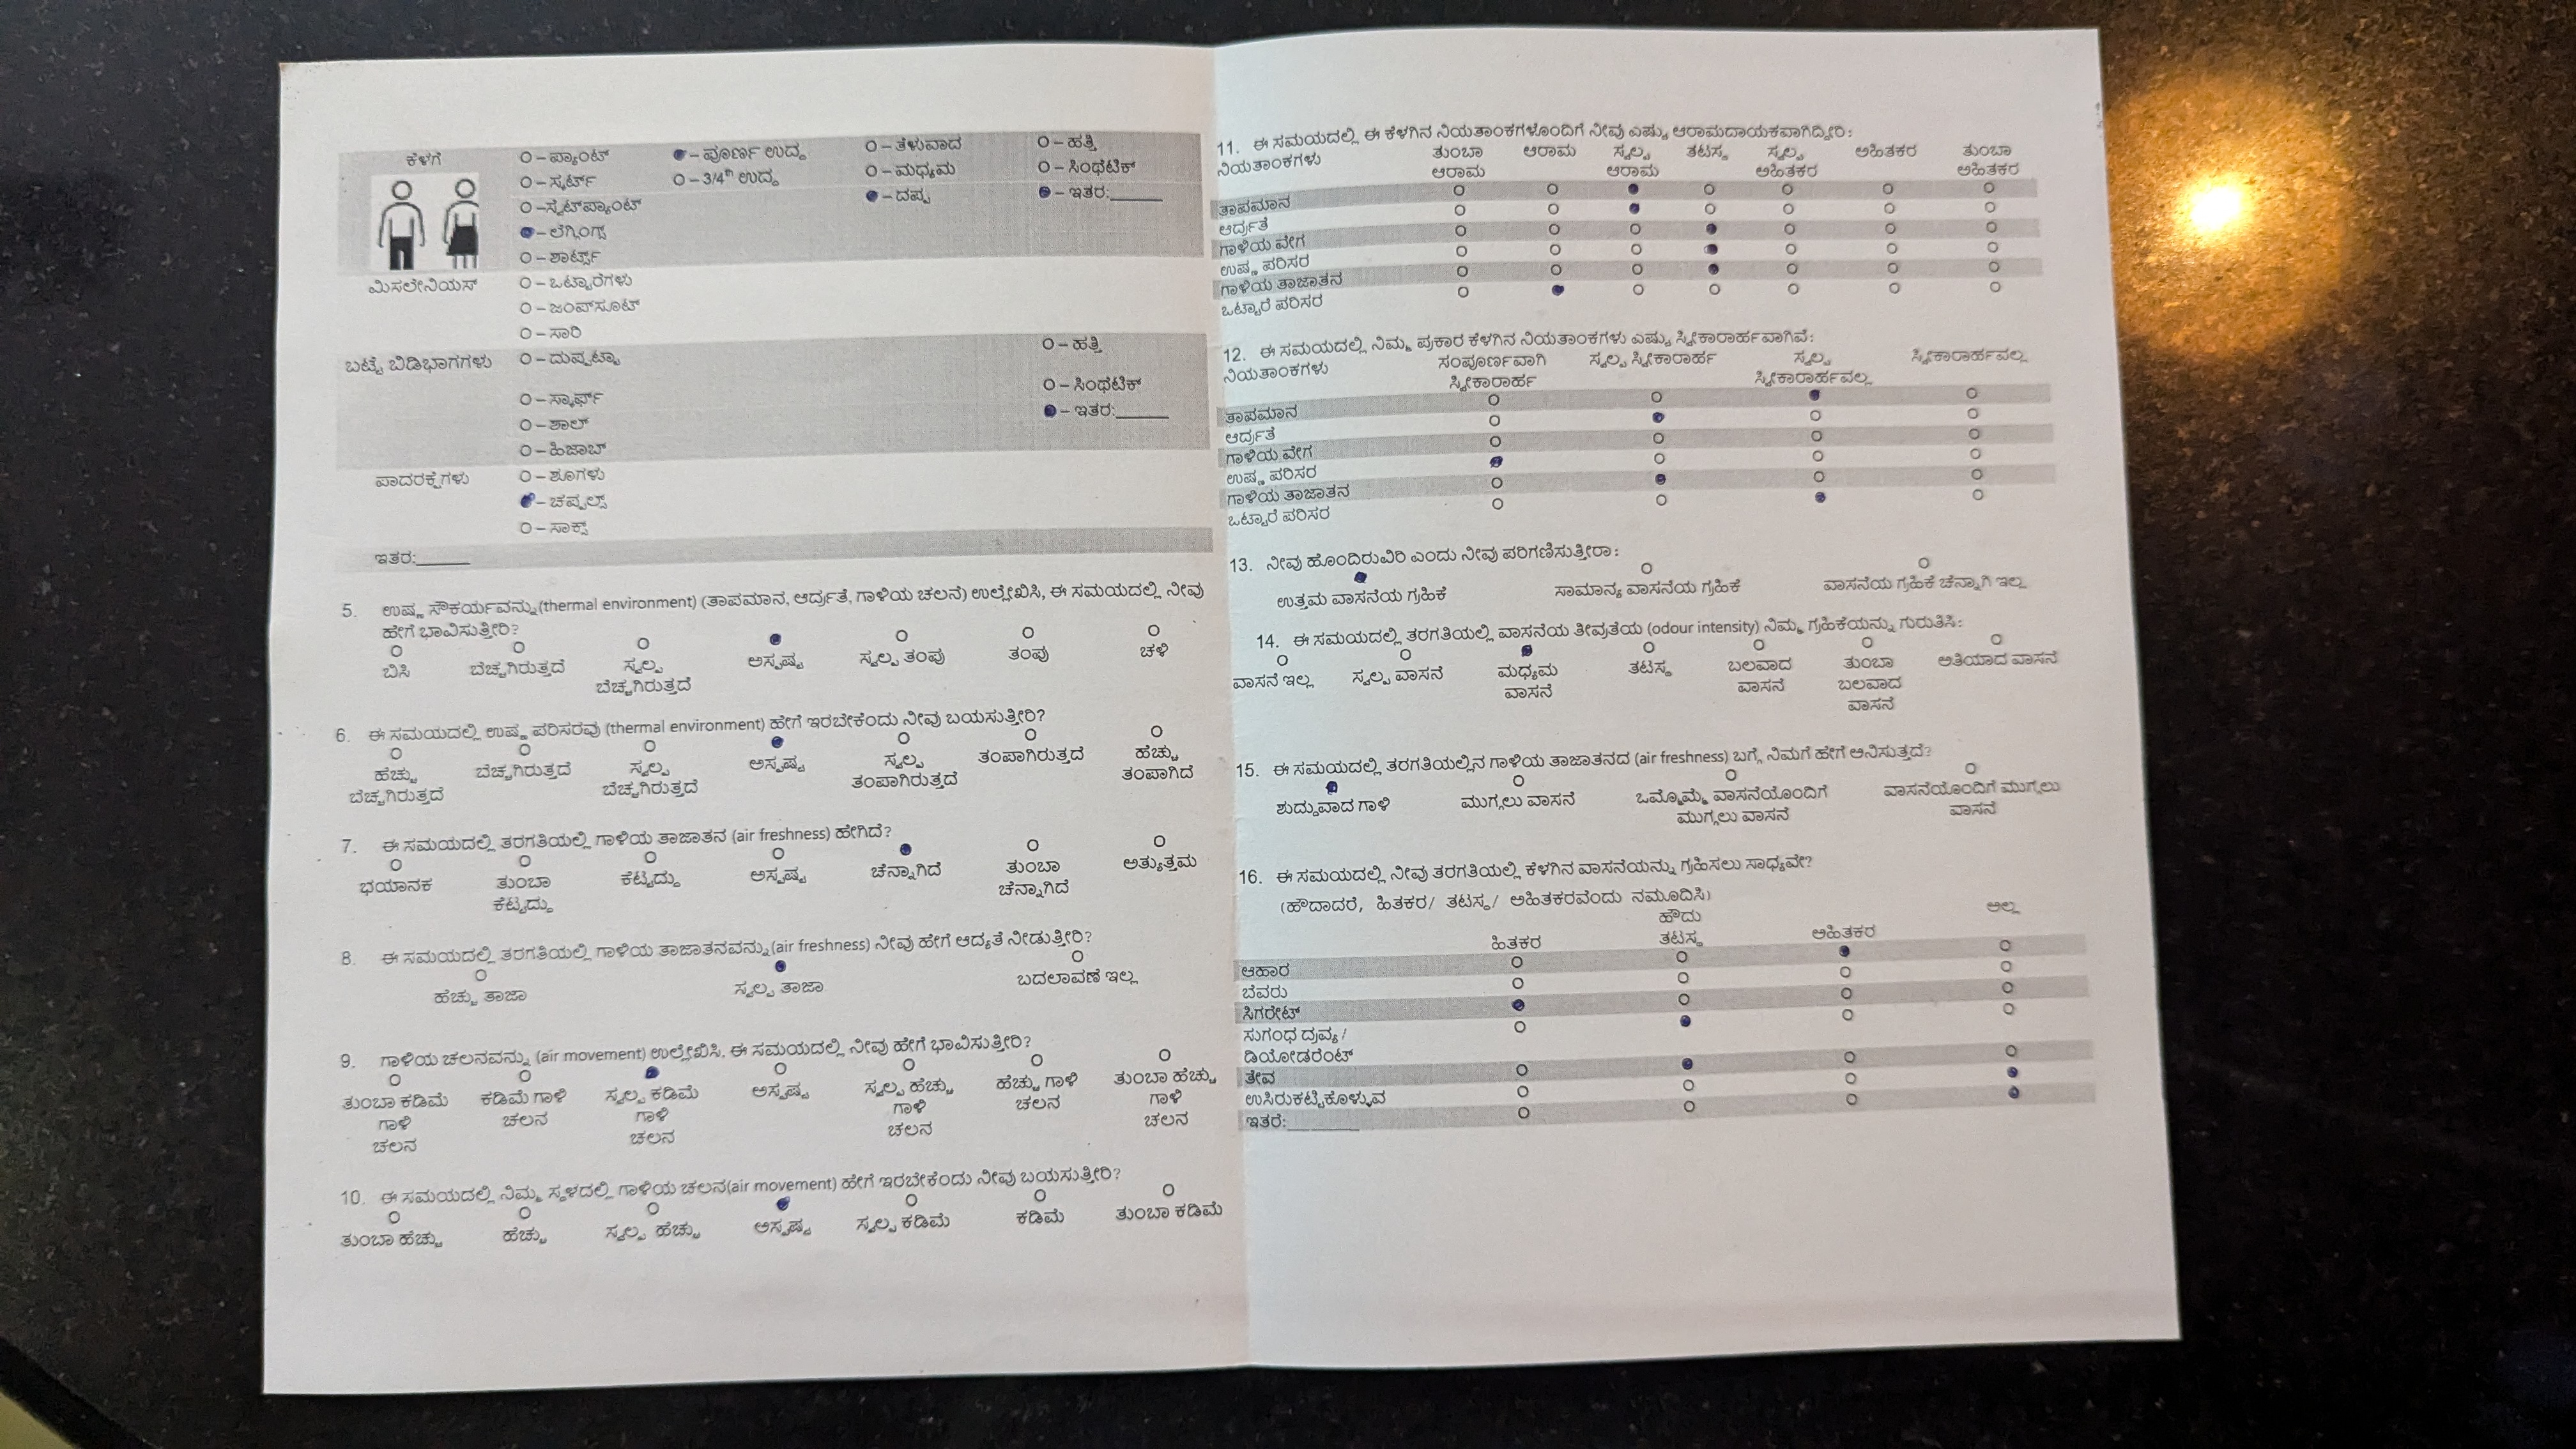 ಕೆಳಗೆ O – ಪ್ಯಾಂಟ್ ● – ಪೂರ್ಣ ಉದ್ದ O – ತೆಳುವಾದ O – ಹತ್ತಿ
O – ಸ್ಕರ್ಟ್ O – 3/4th ಉದ್ದ O – ಮಧ್ಯಮ O – ಸಿಂಥೆಟಿಕ್
O –ಸ್ವೆಟ್‌ಪ್ಯಾಂಟ್ ● – ದಪ್ಪ ● – ಇತರ:______
● – ಲೆಗ್ಗಿಂಗ್ಸ್
O – ಶಾರ್ಟ್ಸ್
ಮಿಸಲೇನಿಯಸ್ O – ಒಟ್ಟಾರೆಗಳು
O – ಜಂಪ್‌ಸೂಟ್
O – ಸಾರಿ
ಬಟ್ಟೆ ಬಿಡಿಭಾಗಗಳು O – ದುಪ್ಪಟ್ಟಾ O – ಹತ್ತಿ
O – ಸ್ಕಾರ್ಫ್ O – ಸಿಂಥೆಟಿಕ್
O – ಶಾಲ್ ● – ಇತರ:______
O – ಹಿಜಾಬ್
ಪಾದರಕ್ಷೆಗಳು O – ಶೂಗಳು
● – ಚಪ್ಪಲ್ಸ್
O – ಸಾಕ್ಸ್
ಇತರ:______
5. ಉಷ್ಣ ಸೌಕರ್ಯವನ್ನು (thermal environment) (ತಾಪಮಾನ, ಆರ್ದ್ರತೆ, ಗಾಳಿಯ ಚಲನೆ) ಉಲ್ಲೇಖಿಸಿ, ಈ ಸಮಯದಲ್ಲಿ ನೀವು
ಹೇಗೆ ಭಾವಿಸುತ್ತೀರಿ?
ಬಿಸಿ ಬೆಚ್ಚಗಿರುತ್ತದೆ ಸ್ವಲ್ಪ ಅಸ್ಪಷ್ಟ ಸ್ವಲ್ಪ ತಂಪು ತಂಪು ಚಳಿ
ಬೆಚ್ಚಗಿರುತ್ತದೆ
6. ಈ ಸಮಯದಲ್ಲಿ ಉಷ್ಣ ಪರಿಸರವು (thermal environment) ಹೇಗೆ ಇರಬೇಕೆಂದು ನೀವು ಬಯಸುತ್ತೀರಿ?
ಹೆಚ್ಚು ಬೆಚ್ಚಗಿರುತ್ತದೆ ಸ್ವಲ್ಪ ಅಸ್ಪಷ್ಟ ಸ್ವಲ್ಪ ತಂಪಾಗಿರುತ್ತದೆ ಹೆಚ್ಚು
ಬೆಚ್ಚಗಿರುತ್ತದೆ ಬೆಚ್ಚಗಿರುತ್ತದೆ ತಂಪಾಗಿರುತ್ತದೆ ತಂಪಾಗಿದೆ
7. ಈ ಸಮಯದಲ್ಲಿ ತರಗತಿಯಲ್ಲಿ ಗಾಳಿಯ ತಾಜಾತನ (air freshness) ಹೇಗಿದೆ?
ಭಯಾನಕ ತುಂಬಾ ಕೆಟ್ಟದ್ದು ಅಸ್ಪಷ್ಟ ಚೆನ್ನಾಗಿದೆ ತುಂಬಾ ಅತ್ಯುತ್ತಮ
ಕೆಟ್ಟದ್ದು ಚೆನ್ನಾಗಿದೆ
8. ಈ ಸಮಯದಲ್ಲಿ ತರಗತಿಯಲ್ಲಿ ಗಾಳಿಯ ತಾಜಾತನವನ್ನು (air freshness) ನೀವು ಹೇಗೆ ಆದ್ಯತೆ ನೀಡುತ್ತೀರಿ?
ಹೆಚ್ಚು ತಾಜಾ ಸ್ವಲ್ಪ ತಾಜಾ ಬದಲಾವಣೆ ಇಲ್ಲ
9. ಗಾಳಿಯ ಚಲನವನ್ನು (air movement) ಉಲ್ಲೇಖಿಸಿ, ಈ ಸಮಯದಲ್ಲಿ ನೀವು ಹೇಗೆ ಭಾವಿಸುತ್ತೀರಿ?
ತುಂಬಾ ಕಡಿಮೆ ಕಡಿಮೆ ಗಾಳಿ ಸ್ವಲ್ಪ ಕಡಿಮೆ ಅಸ್ಪಷ್ಟ ಸ್ವಲ್ಪ ಹೆಚ್ಚು ಹೆಚ್ಚು ಗಾಳಿ ತುಂಬಾ ಹೆಚ್ಚು
ಗಾಳಿ ಚಲನ ಗಾಳಿ ಗಾಳಿ ಚಲನ ಗಾಳಿ
ಚಲನ ಚಲನ ಚಲನ ಚಲನ
10. ಈ ಸಮಯದಲ್ಲಿ ನಿಮ್ಮ ಸ್ಥಳದಲ್ಲಿ ಗಾಳಿಯ ಚಲನ(air movement) ಹೇಗೆ ಇರಬೇಕೆಂದು ನೀವು ಬಯಸುತ್ತೀರಿ?
ತುಂಬಾ ಹೆಚ್ಚು ಹೆಚ್ಚು ಸ್ವಲ್ಪ ಹೆಚ್ಚು ಅಸ್ಪಷ್ಟ ಸ್ವಲ್ಪ ಕಡಿಮೆ ಕಡಿಮೆ ತುಂಬಾ ಕಡಿಮೆ
11. ಈ ಸಮಯದಲ್ಲಿ ಈ ಕೆಳಗಿನ ನಿಯತಾಂಕಗಳೊಂದಿಗೆ ನೀವು ಎಷ್ಟು ಆರಾಮದಾಯಕವಾಗಿದ್ದೀರಿ:
ನಿಯತಾಂಕಗಳು ತುಂಬಾ ಆರಾಮ ಸ್ವಲ್ಪ ತಟಸ್ಥ ಸ್ವಲ್ಪ ಅಹಿತಕರ ತುಂಬಾ
ಆರಾಮ ಆರಾಮ ಅಹಿತಕರ ಅಹಿತಕರ
ತಾಪಮಾನ
ಆರ್ದ್ರತೆ
ಗಾಳಿಯ ವೇಗ
ಉಷ್ಣ ಪರಿಸರ
ಗಾಳಿಯ ತಾಜಾತನ
ಒಟ್ಟಾರೆ ಪರಿಸರ
12. ಈ ಸಮಯದಲ್ಲಿ ನಿಮ್ಮ ಪ್ರಕಾರ ಕೆಳಗಿನ ನಿಯತಾಂಕಗಳು ಎಷ್ಟು ಸ್ವೀಕಾರಾರ್ಹವಾಗಿವೆ:
ನಿಯತಾಂಕಗಳು ಸಂಪೂರ್ಣವಾಗಿ ಸ್ವಲ್ಪ ಸ್ವೀಕಾರಾರ್ಹ ಸ್ವಲ್ಪ ಸ್ವೀಕಾರಾರ್ಹವಲ್ಲ
ಸ್ವೀಕಾರಾರ್ಹ ಸ್ವೀಕಾರಾರ್ಹವಲ್ಲ
ತಾಪಮಾನ
ಆರ್ದ್ರತೆ
ಗಾಳಿಯ ವೇಗ
ಉಷ್ಣ ಪರಿಸರ
ಗಾಳಿಯ ತಾಜಾತನ
ಒಟ್ಟಾರೆ ಪರಿಸರ
13. ನೀವು ಹೊಂದಿರುವಿರಿ ಎಂದು ನೀವು ಪರಿಗಣಿಸುತ್ತೀರಾ:
ಉತ್ತಮ ವಾಸನೆಯ ಗ್ರಹಿಕೆ ಸಾಮಾನ್ಯ ವಾಸನೆಯ ಗ್ರಹಿಕೆ ವಾಸನೆಯ ಗ್ರಹಿಕೆ ಚೆನ್ನಾಗಿ ಇಲ್ಲ
14. ಈ ಸಮಯದಲ್ಲಿ ತರಗತಿಯಲ್ಲಿ ವಾಸನೆಯ ತೀವ್ರತೆಯ (odour intensity) ನಿಮ್ಮ ಗ್ರಹಿಕೆಯನ್ನು ಗುರುತಿಸಿ:
ವಾಸನೆ ಇಲ್ಲ ಸ್ವಲ್ಪ ವಾಸನೆ ಮಧ್ಯಮ ತಟಸ್ಥ ಬಲವಾದ ತುಂಬಾ ಅತಿಯಾದ ವಾಸನೆ
ವಾಸನೆ ವಾಸನೆ ಬಲವಾದ
ವಾಸನೆ
15. ಈ ಸಮಯದಲ್ಲಿ ತರಗತಿಯಲ್ಲಿನ ಗಾಳಿಯ ತಾಜಾತನದ (air freshness) ಬಗ್ಗೆ ನಿಮಗೆ ಹೇಗೆ ಅನಿಸುತ್ತದೆ?
ಶುದ್ಧವಾದ ಗಾಳಿ ಮುಗ್ಗಲು ವಾಸನೆ ಒಮ್ಮೊಮ್ಮೆ ವಾಸನೆಯೊಂದಿಗೆ ವಾಸನೆಯೊಂದಿಗೆ ಮುಗ್ಗಲು
ಮುಗ್ಗಲು ವಾಸನೆ ವಾಸನೆ
16. ಈ ಸಮಯದಲ್ಲಿ ನೀವು ತರಗತಿಯಲ್ಲಿ ಕೆಳಗಿನ ವಾಸನೆಯನ್ನು ಗ್ರಹಿಸಲು ಸಾಧ್ಯವೇ?
(ಹೌದಾದರೆ, ಹಿತಕರ/ ತಟಸ್ಥ/ ಅಹಿತಕರವೆಂದು ನಮೂದಿಸಿ)
ಹೌದು ಅಲ್ಲ
ಹಿತಕರ ತಟಸ್ಥ ಅಹಿತಕರ
ಆಹಾರ
ಬೆವರು
ಸಿಗರೇಟ್
ಸುಗಂಧ ದ್ರವ್ಯ/
ಡಿಯೋಡರೆಂಟ್
ತೇವ
ಉಸಿರುಕಟ್ಟಿಕೊಳ್ಳುವ
ಇತರೆ:________